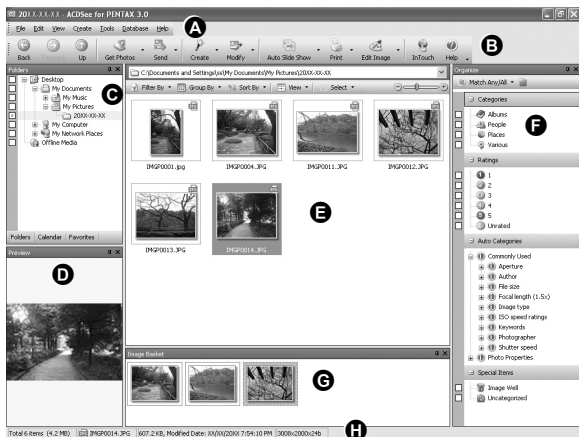 20XX-XX-XX - ACDSee for PENTAX 3.0
File Edit View Create Tools Database Help
A
Back Forward Up Get Photos Send Create Modify Auto Slide Show Print Edit Image InTouch Help
B
Folders
Desktop
My Documents
My Music
My Pictures
20XX-XX-XX
My Computer
My Network Places
Offline Media
C
Folders Calendar Favorites
Preview
D
C:\Documents and Settings\js\My Documents\My Pictures\20XX-XX-XX
Filter By Group By Sort By View Select
IMGP0001.jpg IMGP0004.JPG IMGP0011.JPG IMGP0012.JPG
IMGP0013.JPG IMGP0014.JPG
E
Image Basket
G
Organize
Match Any/All
Categories
Albums
People
Places
Various
F
Ratings
1
2
3
4
5
Unrated
Auto Categories
Commonly Used
Aperture
Author
File size
Focal length (1.5x)
Image type
ISO speed ratings
Keywords
Photographer
Shutter speed
Photo Properties
Special Items
Image Well
Uncategorized
Total 6 items (4.2 MB) IMGP0014.JPG 607.2 KB, Modified Date: XX/XX/20XX 7:54:10 PM 3008x2000x24b
H